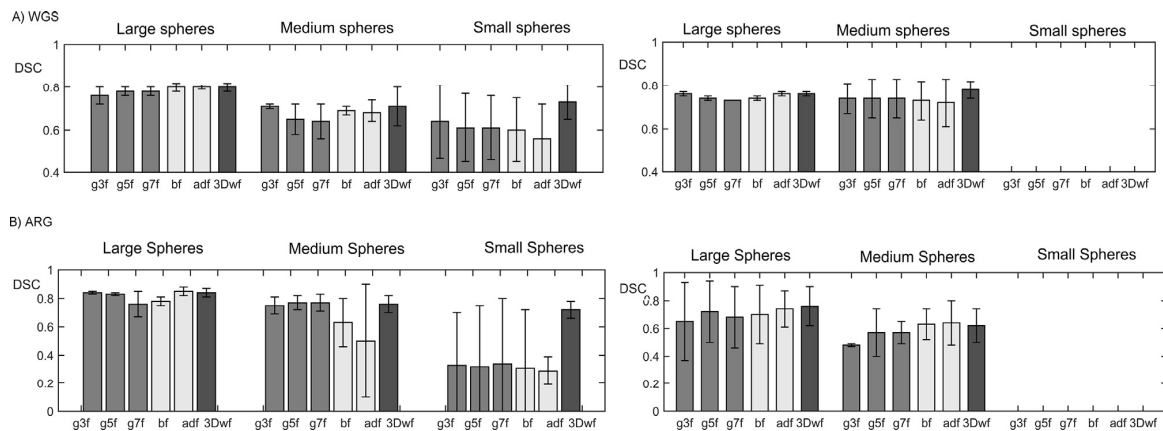 A) WGS
Large spheres Medium spheres Small spheres
1
DSC
0.8
0.6
0.4
g3f g5f g7f bf adf 3Dwf g3f g5f g7f bf adf 3Dwf g3f g5f g7f bf adf 3Dwf
Large spheres Medium spheres Small spheres
1
DSC
0.8
0.6
0.4
g3f g5f g7f bf adf 3Dwf g3f g5f g7f bf adf 3Dwf g3f g5f g7f bf adf 3Dwf
B) ARG
Large Spheres Medium Spheres Small Spheres
1
DSC
0.8
0.6
0.4
0.2
0
g3f g5f g7f bf adf 3Dwf g3f g5f g7f bf adf 3Dwf g3f g5f g7f bf adf 3Dwf
Large Spheres Medium Spheres Small Spheres
1
DSC
0.8
0.6
0.4
0.2
0
g3f g5f g7f bf adf 3Dwf g3f g5f g7f bf adf 3Dwf g3f g5f g7f bf adf 3Dwf